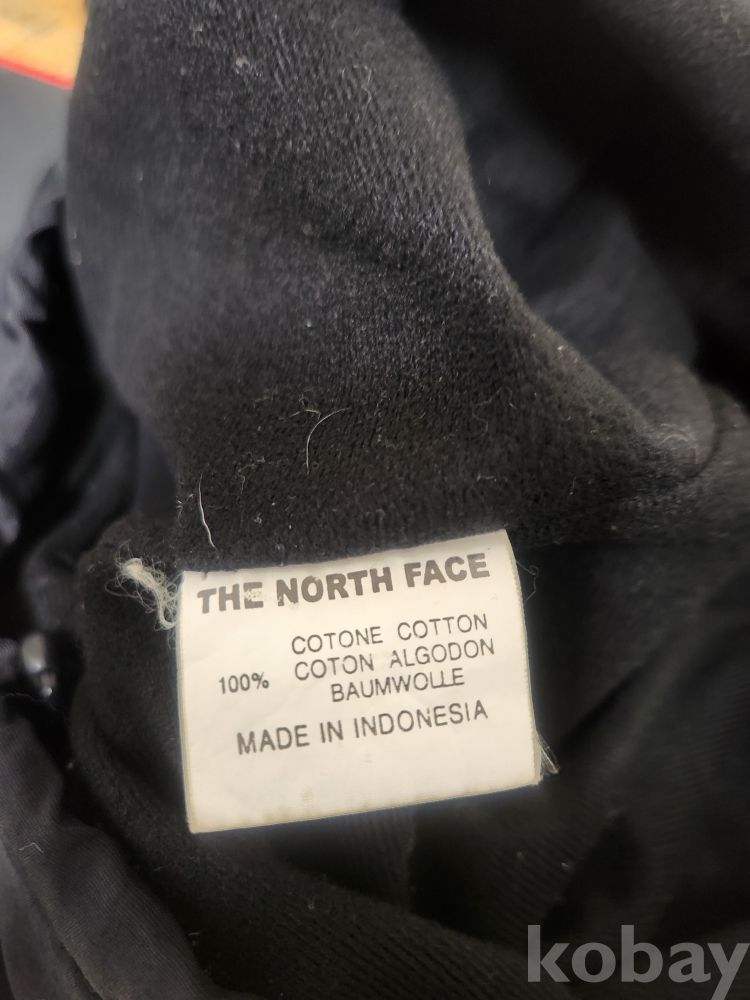 THE NORTH FACE
COTONE COTTON
100% COTON ALGODON
BAUMWOLLE
MADE IN INDONESIA
kobay